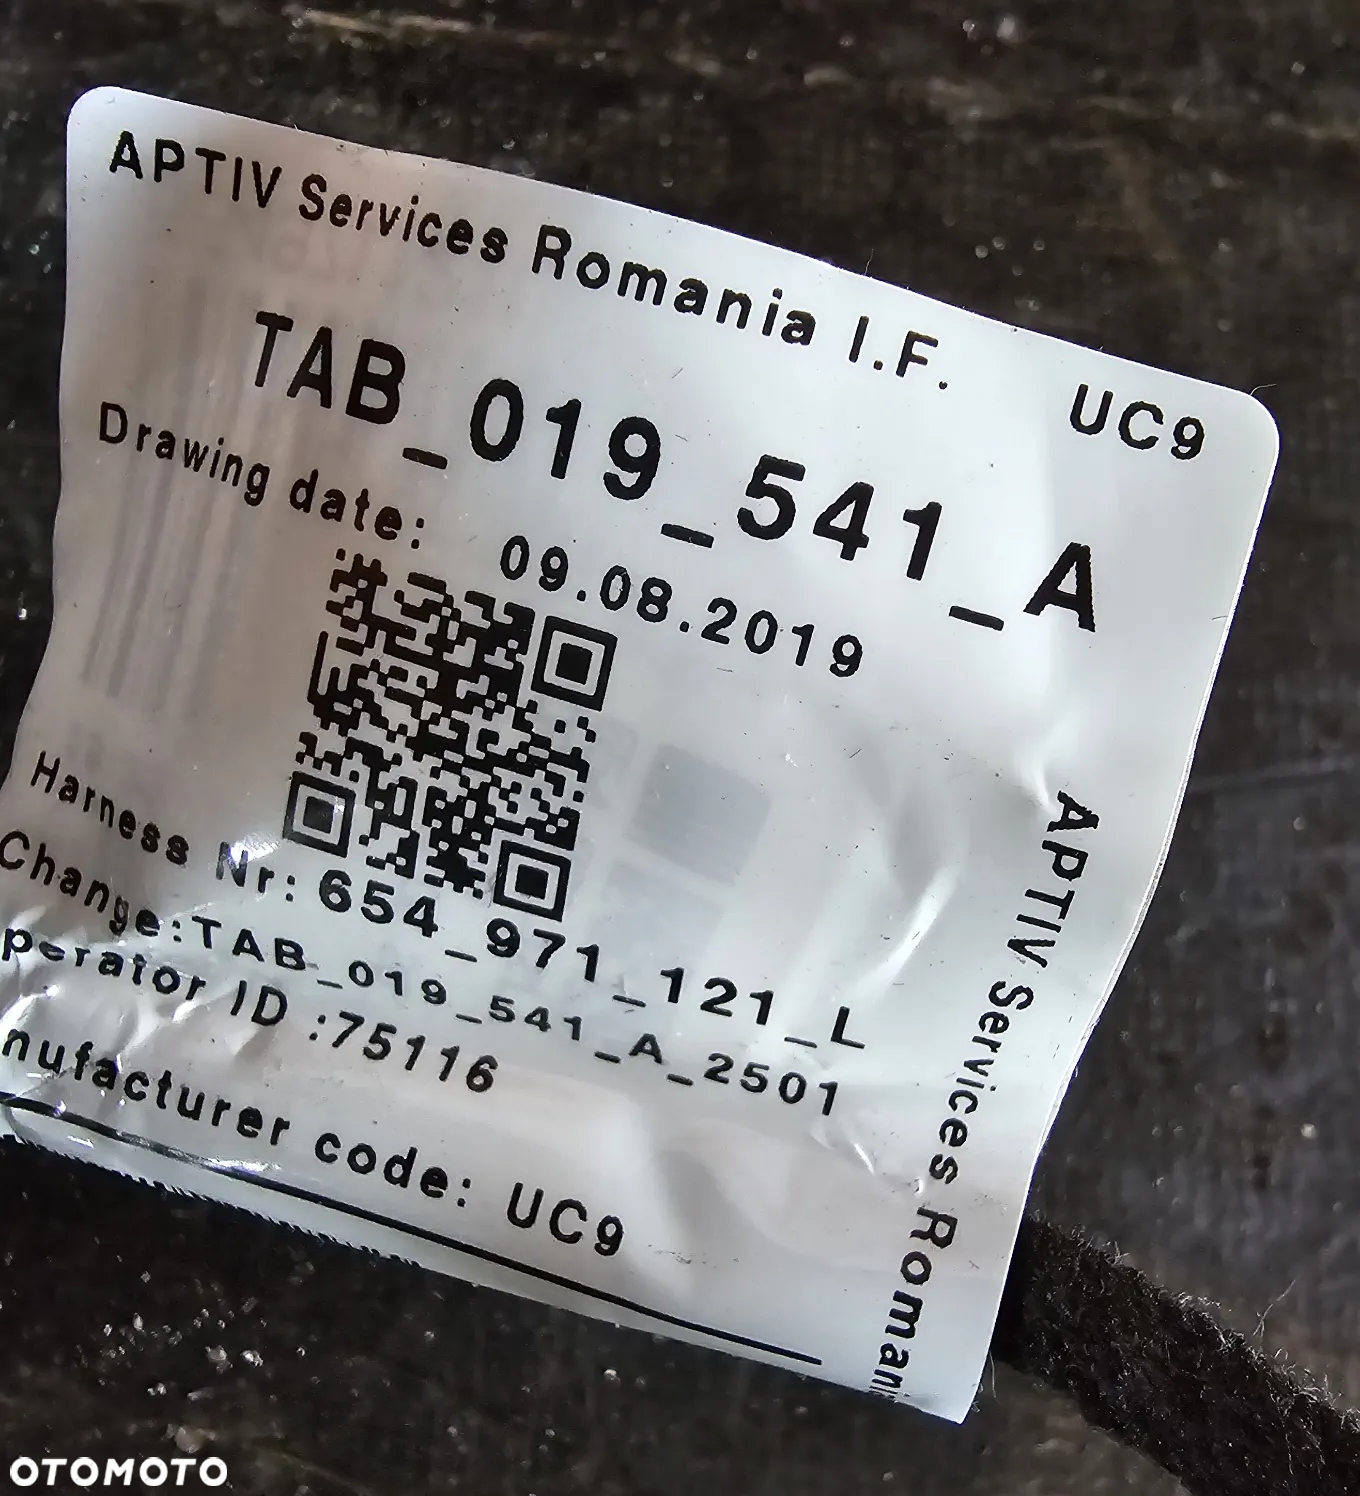 APTIV Services Romania I.F. UC9
TAB_019_541_A
Drawing date: 09.08.2019
Harness Nr: 654_971_121_L
Change:TAB_019_541_A_2501
perator ID :75116
nufacturer code: UC9
APTIV Services Roman
OTOMOTO